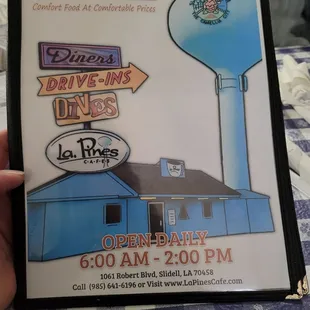 Comfort Food At Comfortable Prices
Diners
DRIVE-INS
DIVES
La Pines
CAFE
OPEN DAILY
6:00 AM - 2:00 PM
1061 Robert Blvd, Slidell, LA 70458
Call (985) 641-6196 or Visit www.LaPinesCafe.com